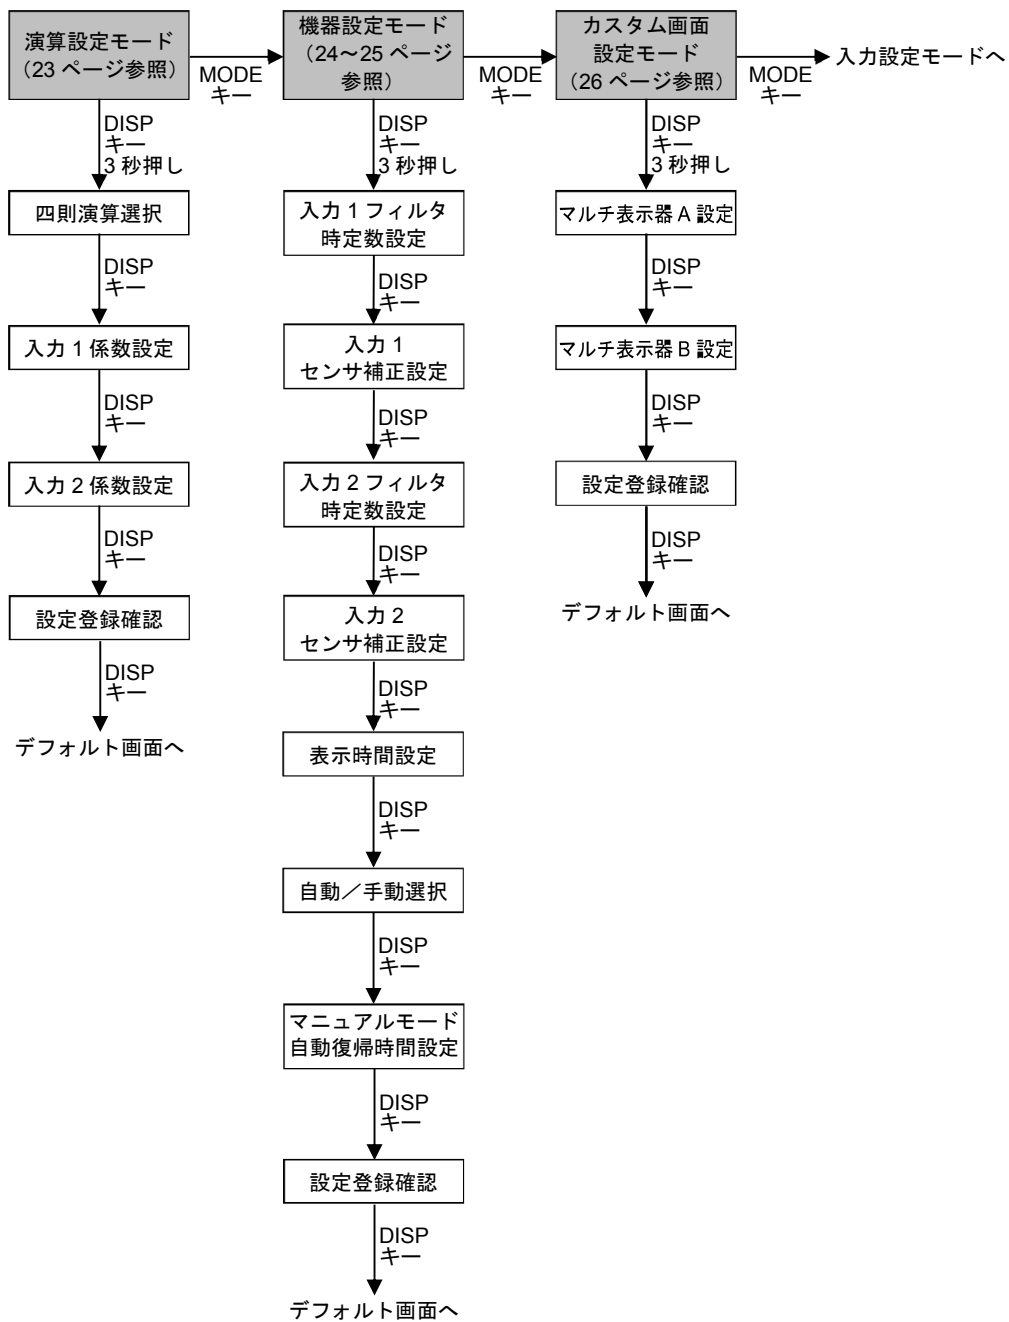 演算設定モード
（23 ページ参照）
MODE
キー
機器設定モード
（24～25 ページ
参照）
MODE
キー
カスタム画面
設定モード
（26 ページ参照）
MODE
キー
入力設定モードへ
DISP
キー
3 秒押し
四則演算選択
DISP
キー
入力 1 係数設定
DISP
キー
入力 2 係数設定
DISP
キー
設定登録確認
DISP
キー
デフォルト画面へ
DISP
キー
3 秒押し
入力 1 フィルタ
時定数設定
DISP
キー
入力 1
センサ補正設定
DISP
キー
入力 2 フィルタ
時定数設定
DISP
キー
入力 2
センサ補正設定
DISP
キー
表示時間設定
DISP
キー
自動／手動選択
DISP
キー
マニュアルモード
自動復帰時間設定
DISP
キー
設定登録確認
DISP
キー
デフォルト画面へ
DISP
キー
3 秒押し
マルチ表示器 A 設定
DISP
キー
マルチ表示器 B 設定
DISP
キー
設定登録確認
DISP
キー
デフォルト画面へ